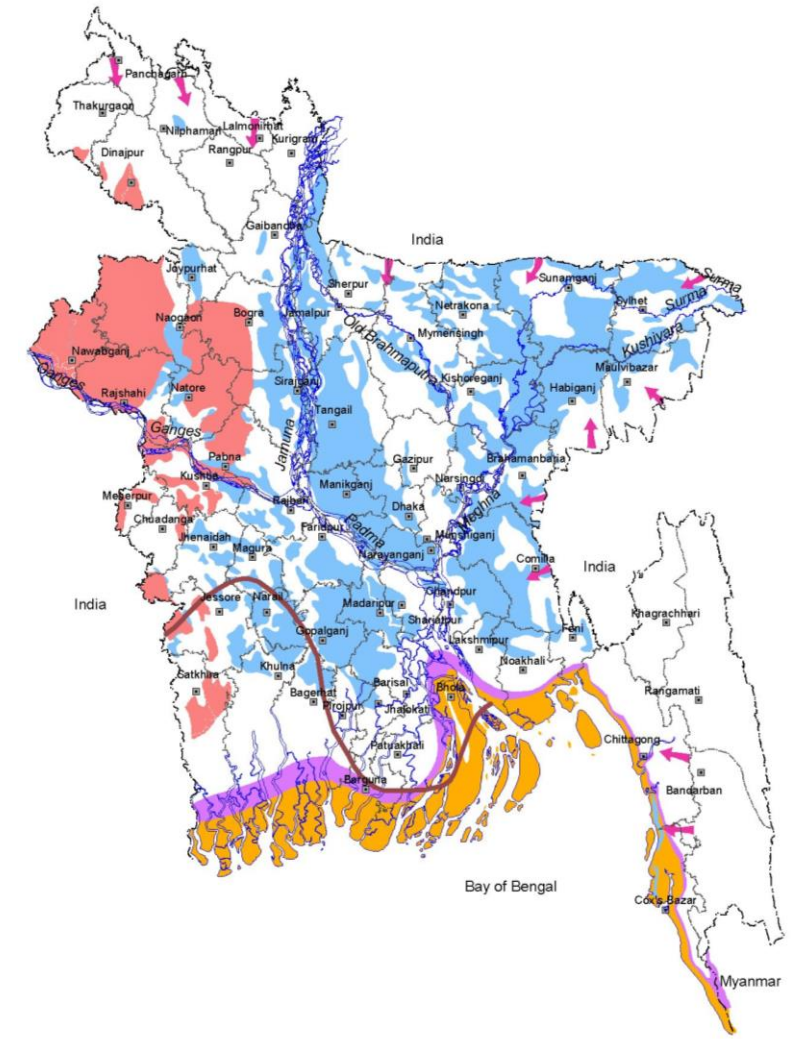 Panchagarh
Thakurgaon
Nilphamari
Lalmonirhat
Kurigram
Dinajpur
Rangpur
Gaibandha
India
Joypurhat
Sherpur
Sunamganj
Surma
Sylhet
Surma
Netrakona
Naogaon
Bogra
Jamalpur
Old Brahmaputra
Mymensingh
Kushiyara
Nawabganj
Ganges
Maulvibazar
Kishoreganj
Sirajganj
Habiganj
Rajshahi
Natore
Tangail
Ganges
Jamuna
Pabna
Gazipur
Brahamanbaria
Kushtia
Narsingdi
Manikganj
Meherpur
Rajbari
Dhaka
Meghna
Chuadanga
Padma
Faridpur
Jhenaidah
Magura
Munshiganj
Narayanganj
Comilla
India
India
Jessore
Narail
Chandpur
Madaripur
Shariatpur
Khagrachhari
Gopalganj
Lakshmipur
Feni
Noakhali
Khulna
Satkhira
Barisal
Bhola
Rangamati
Bagerhat
Pirojpur
Jhalokati
Patuakhali
Chittagong
Barguna
Bandarban
Bay of Bengal
Cox's Bazar
Myanmar